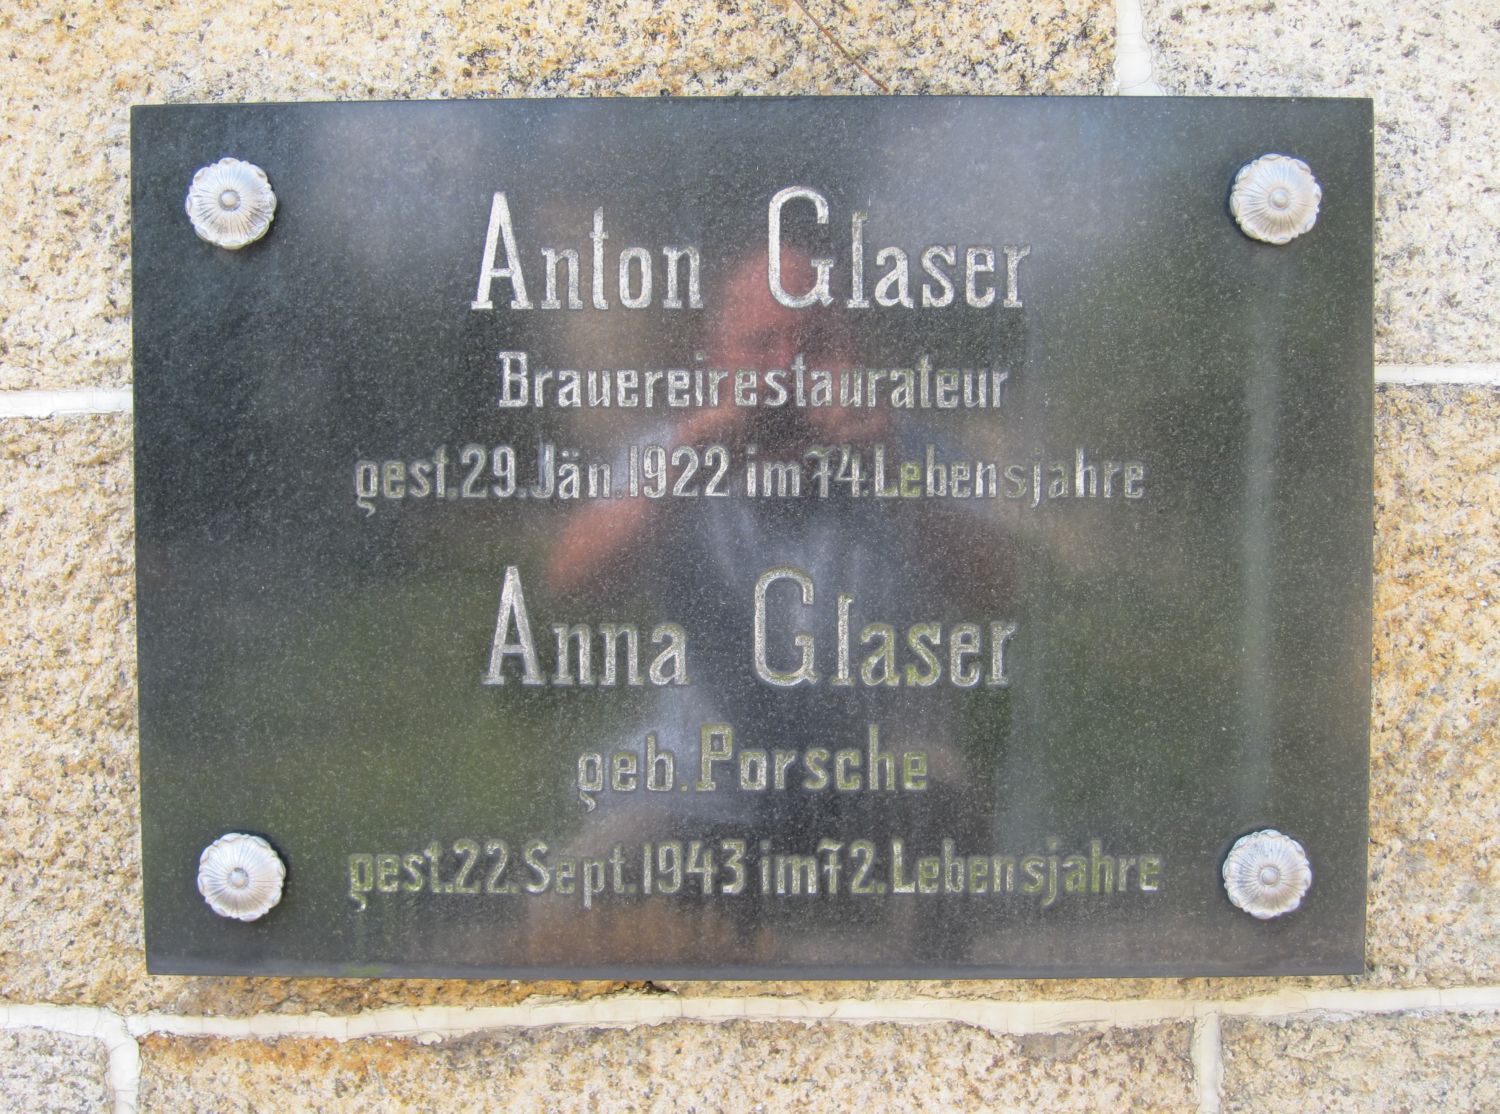 Anton Glaser
Brauereirestaurateur
gest.29.Jän.1922 im 74.Lebensjahre
Anna Glaser
geb.Porsche
gest.22.Sept.1943 im 72.Lebensjahre